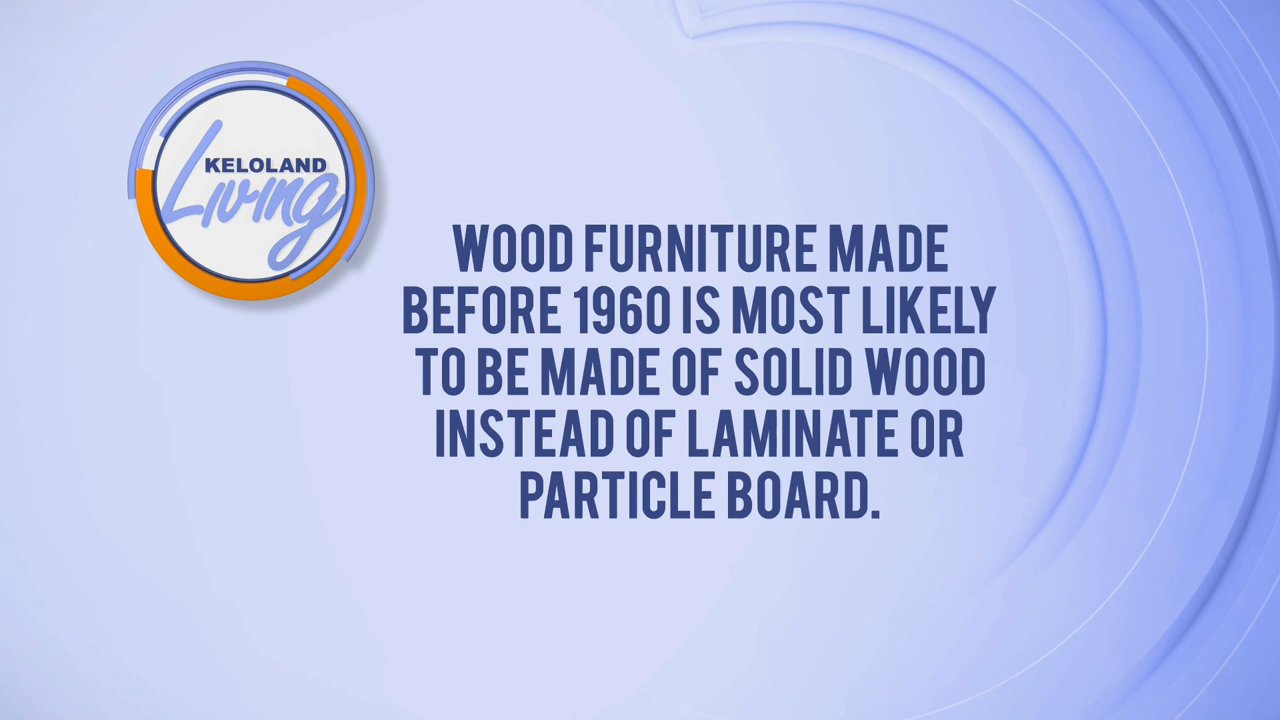 KELOLAND
Living
WOOD FURNITURE MADE
BEFORE 1960 IS MOST LIKELY
TO BE MADE OF SOLID WOOD
INSTEAD OF LAMINATE OR
PARTICLE BOARD.